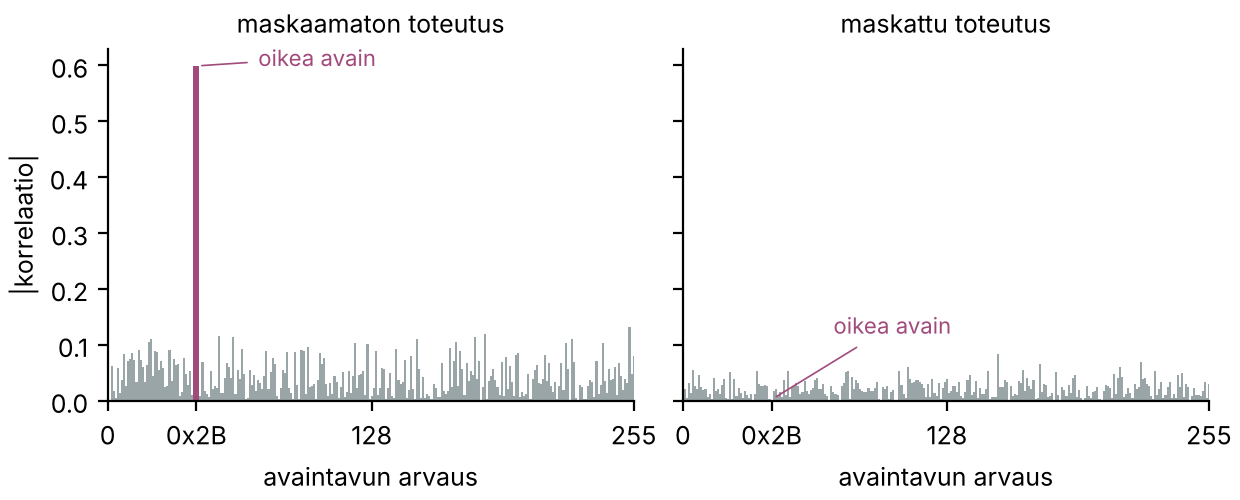 maskaamaton toteutus
oikea avain
|korrelaatio|
0.6
0.5
0.4
0.3
0.2
0.1
0.0
0 0x2B 128 255
avaintavun arvaus
maskattu toteutus
oikea avain
0 0x2B 128 255
avaintavun arvaus